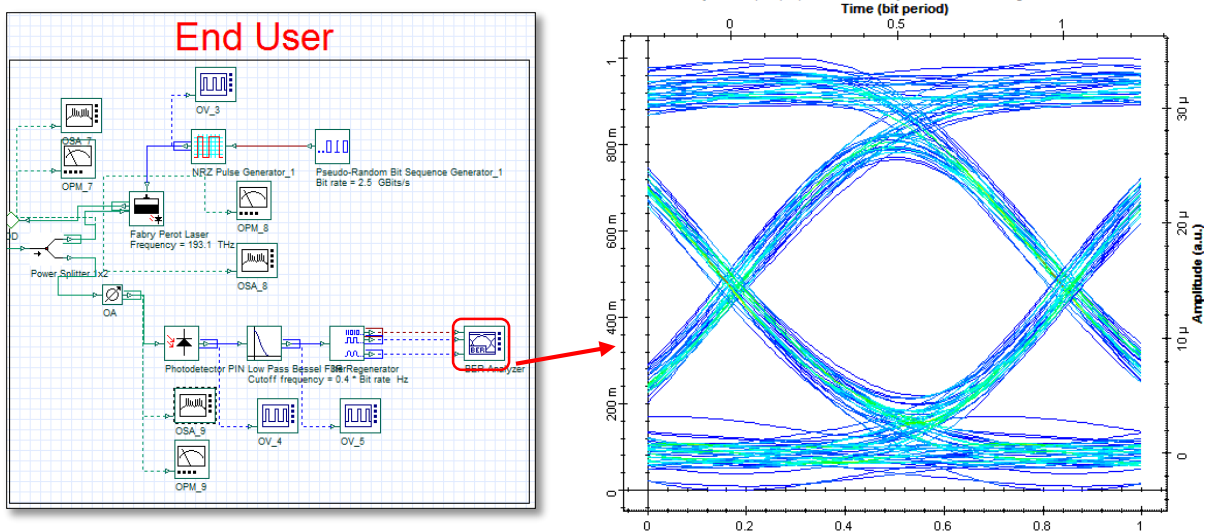 End User
OV_3
OSA_7
OPM_7
NRZ Pulse Generator_1
Pseudo-Random Bit Sequence Generator_1
Bit rate = 2.5 GBits/s
..010
OPM_8
Fabry Perot Laser
Frequency = 193.1 THz
Power Splitter 1x2
OSA_8
OA
Photodetector PIN
Low Pass Bessel Filter
3R Regenerator
Cutoff frequency = 0.4 * Bit rate Hz
BER
BER Analyzer
OSA_9
OV_4
OV_5
OPM_9
Time (bit period)
0
0.5
1
1
800 m
600 m
400 m
200 m
0
30 µ
20 µ
10 µ
0
Amplitude (a.u.)
0
0.2
0.4
0.6
0.8
1